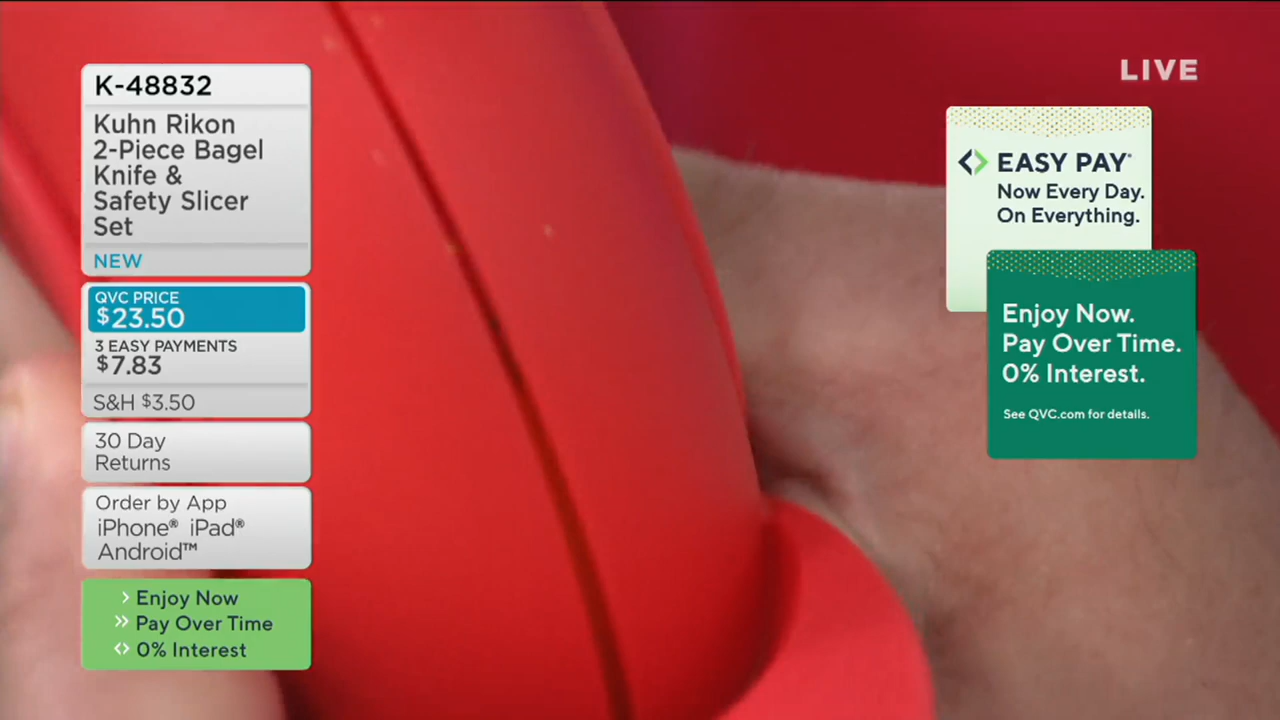 K-48832
Kuhn Rikon
2-Piece Bagel
Knife &
Safety Slicer
Set
NEW
QVC PRICE
$23.50
3 EASY PAYMENTS
$7.83
S&H $3.50
30 Day
Returns
Order by App
iPhone® iPad®
Android™
> Enjoy Now
>> Pay Over Time
<> 0% Interest
LIVE
<> EASY PAY®
Now Every Day.
On Everything.
Enjoy Now.
Pay Over Time.
0% Interest.
See QVC.com for details.